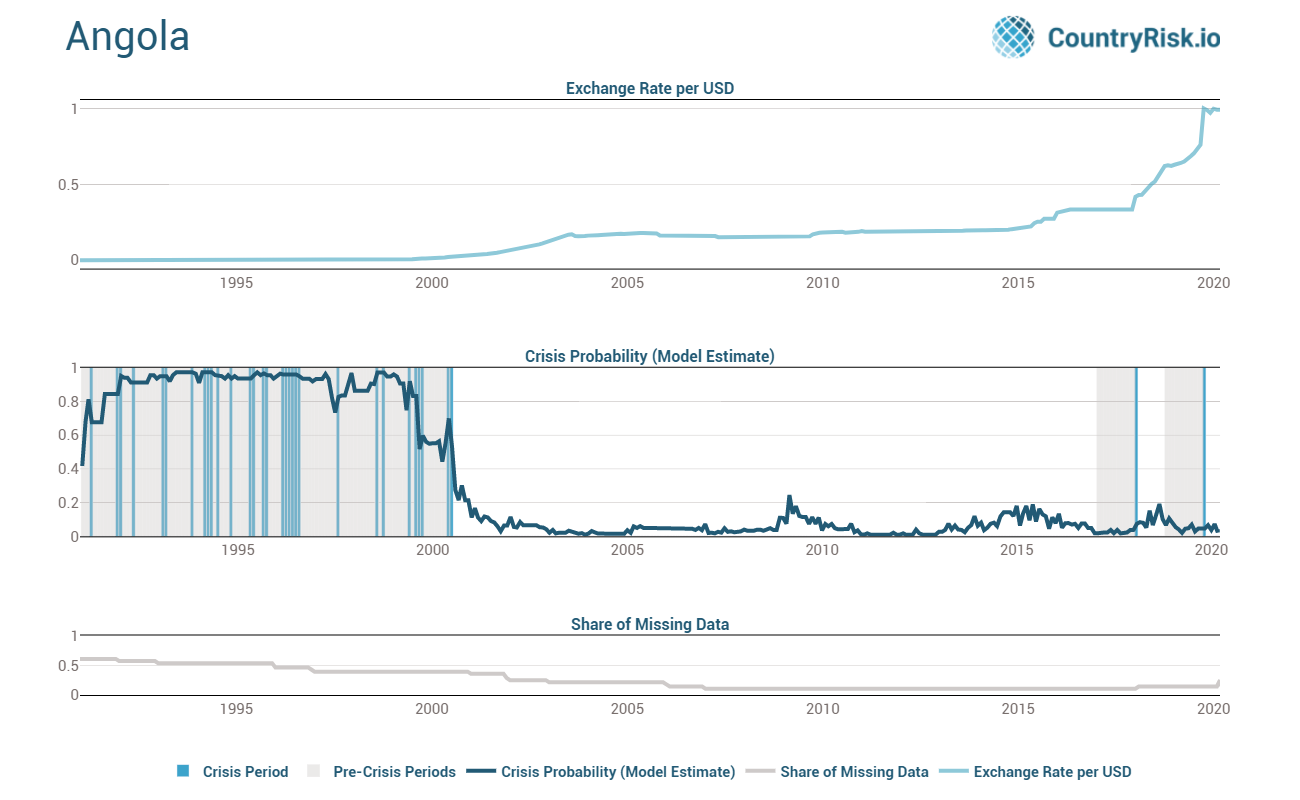 Angola
CountryRisk.io
Exchange Rate per USD
1
0.5
0
1995 2000 2005 2010 2015 2020
Crisis Probability (Model Estimate)
1
0.8
0.6
0.4
0.2
0
1995 2000 2005 2010 2015 2020
Share of Missing Data
1
0.5
0
1995 2000 2005 2010 2015 2020
Crisis Period Pre-Crisis Periods Crisis Probability (Model Estimate) Share of Missing Data Exchange Rate per USD